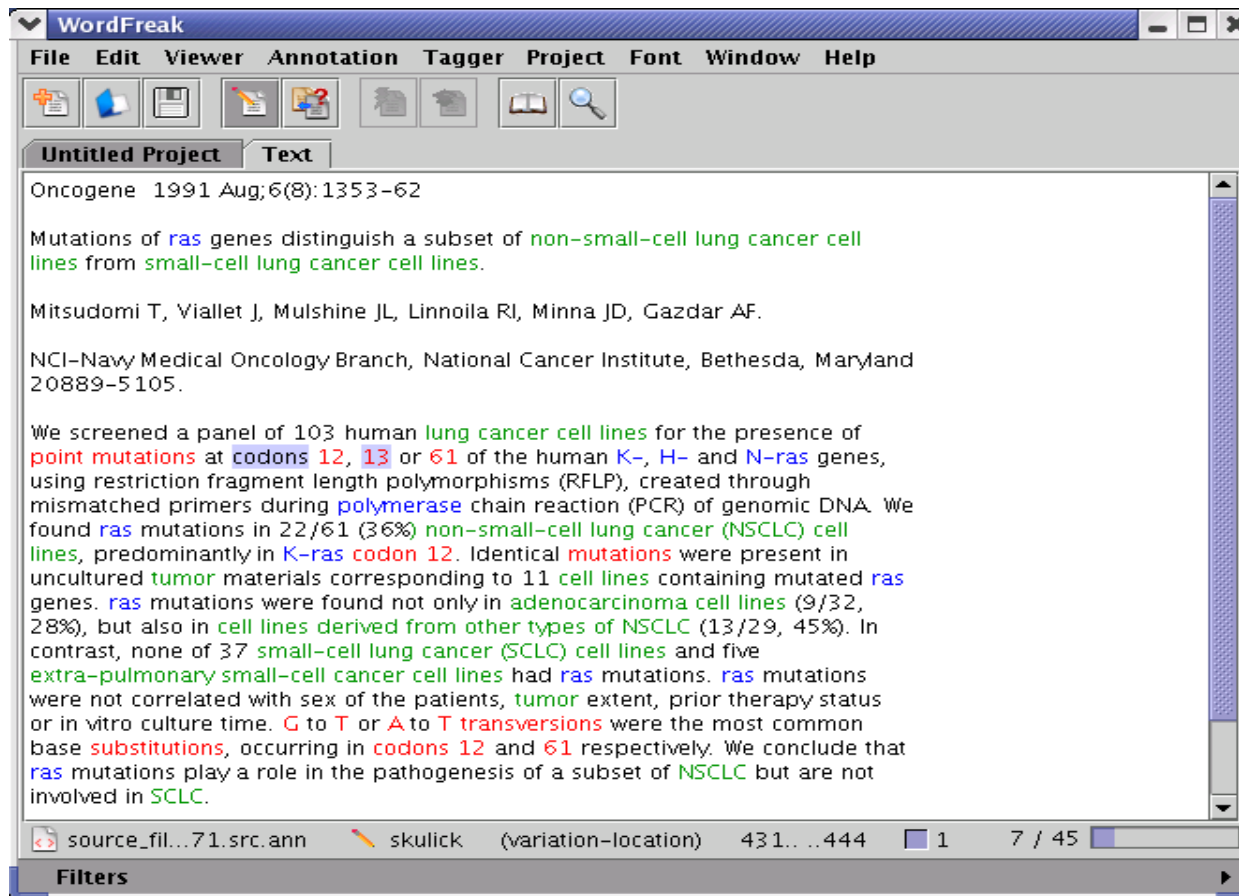 WordFreak
File Edit Viewer Annotation Tagger Project Font Window Help
Untitled Project Text
Oncogene 1991 Aug;6(8):1353-62
Mutations of ras genes distinguish a subset of non-small-cell lung cancer cell
lines from small-cell lung cancer cell lines.
Mitsudomi T, Viallet J, Mulshine JL, Linnoila RI, Minna JD, Gazdar AF.
NCI-Navy Medical Oncology Branch, National Cancer Institute, Bethesda, Maryland
20889-5105.
We screened a panel of 103 human lung cancer cell lines for the presence of
point mutations at codons 12, 13 or 61 of the human K-, H- and N-ras genes,
using restriction fragment length polymorphisms (RFLP), created through
mismatched primers during polymerase chain reaction (PCR) of genomic DNA. We
found ras mutations in 22/61 (36%) non-small-cell lung cancer (NSCLC) cell
lines, predominantly in K-ras codon 12. Identical mutations were present in
uncultured tumor materials corresponding to 11 cell lines containing mutated ras
genes. ras mutations were found not only in adenocarcinoma cell lines (9/32,
28%), but also in cell lines derived from other types of NSCLC (13/29, 45%). In
contrast, none of 37 small-cell lung cancer (SCLC) cell lines and five
extra-pulmonary small-cell cancer cell lines had ras mutations. ras mutations
were not correlated with sex of the patients, tumor extent, prior therapy status
or in vitro culture time. G to T or A to T transversions were the most common
base substitutions, occurring in codons 12 and 61 respectively. We conclude that
ras mutations play a role in the pathogenesis of a subset of NSCLC but are not
involved in SCLC.
source_fil...71.src.ann skulick (variation-location) 431.. ..444 1 7 / 45
Filters